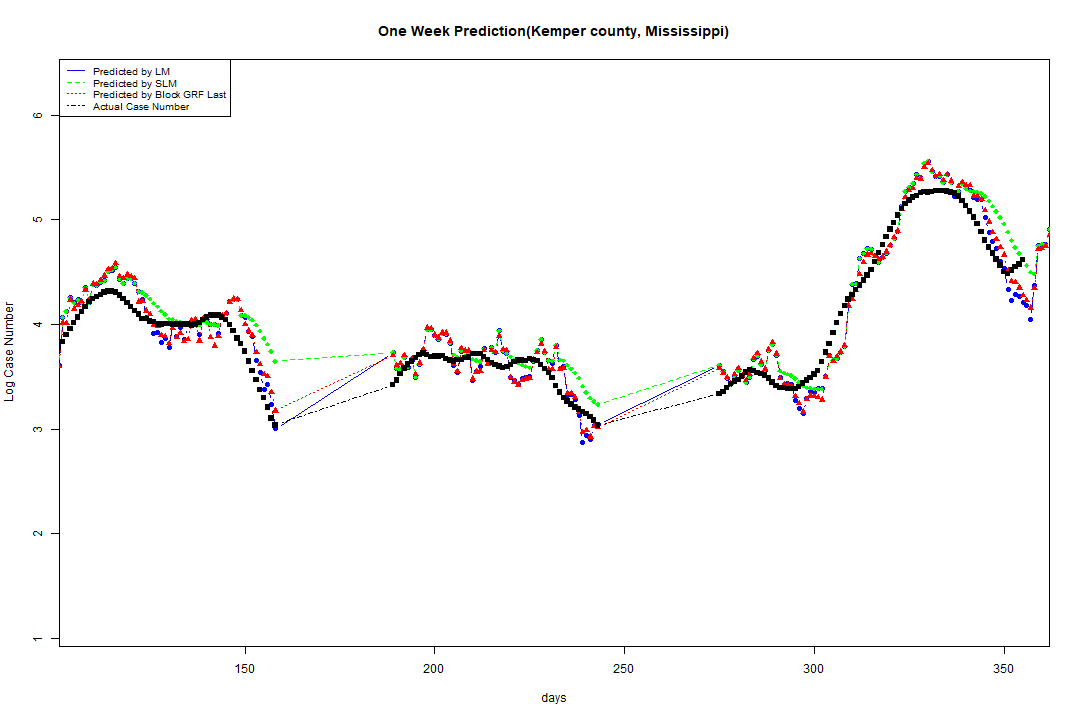 One Week Prediction(Kemper county, Mississippi)
Predicted by LM
Predicted by SLM
Predicted by Block GRF Last
Actual Case Number
6
5
4
3
2
1
Log Case Number
150 200 250 300 350
days